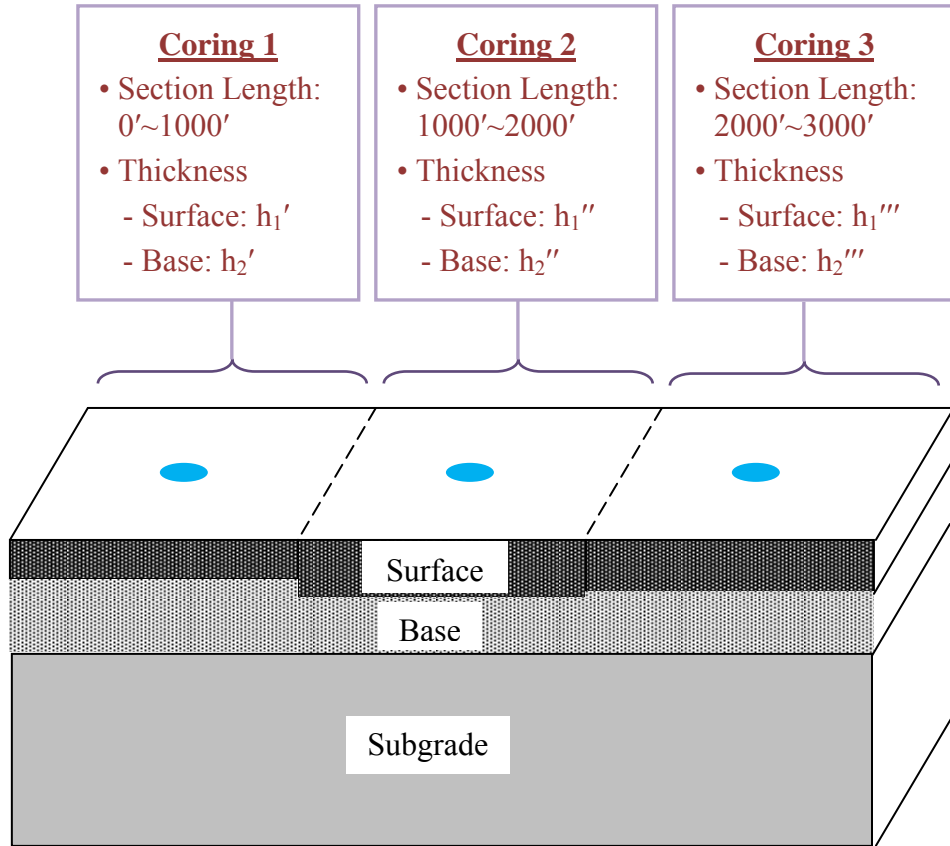 Coring 1
• Section Length:
0′~1000′
• Thickness
- Surface: h₁′
- Base: h₂′
Coring 2
• Section Length:
1000′~2000′
• Thickness
- Surface: h₁″
- Base: h₂″
Coring 3
• Section Length:
2000′~3000′
• Thickness
- Surface: h₁‴
- Base: h₂‴
Surface
Base
Subgrade